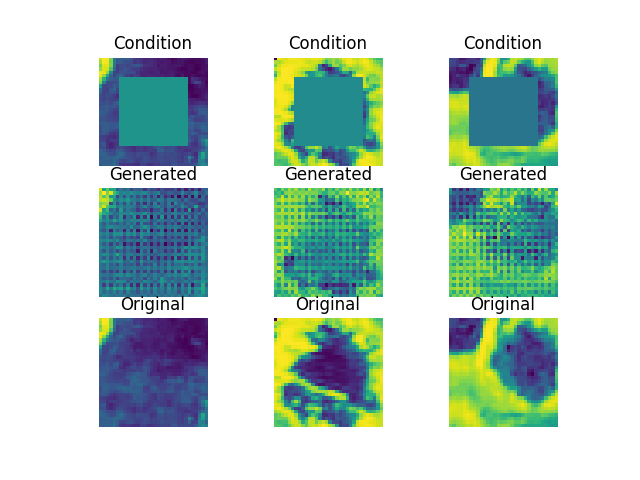 Condition Condition Condition
Generated Generated Generated
Original Original Original